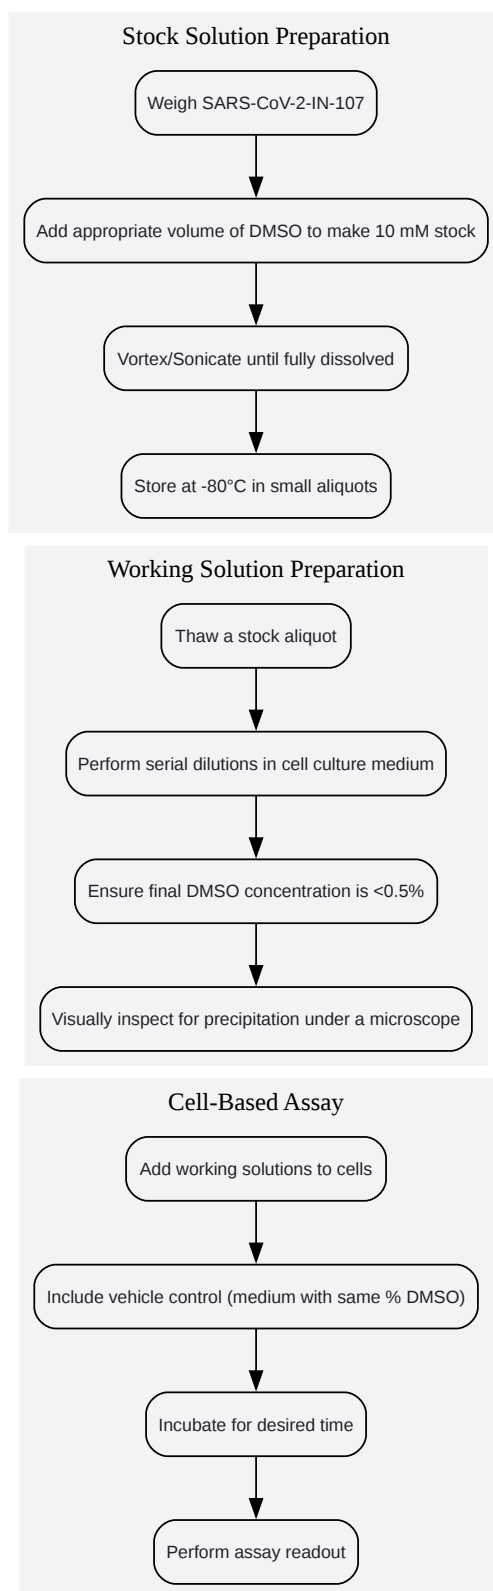 Stock Solution Preparation
Weigh SARS-CoV-2-IN-107
Add appropriate volume of DMSO to make 10 mM stock
Vortex/Sonicate until fully dissolved
Store at -80°C in small aliquots
Working Solution Preparation
Thaw a stock aliquot
Perform serial dilutions in cell culture medium
Ensure final DMSO concentration is <0.5%
Visually inspect for precipitation under a microscope
Cell-Based Assay
Add working solutions to cells
Include vehicle control (medium with same % DMSO)
Incubate for desired time
Perform assay readout